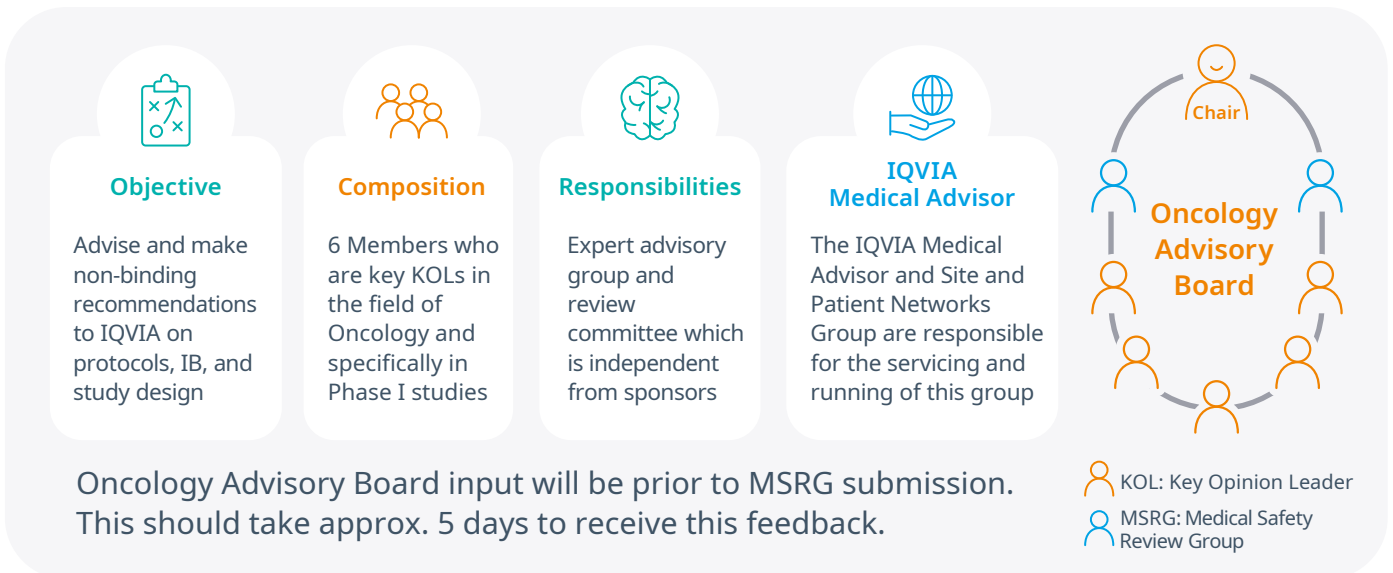 Objective
Advise and make
non-binding
recommendations
to IQVIA on
protocols, IB, and
study design
Composition
6 Members who
are key KOLs in
the field of
Oncology and
specifically in
Phase I studies
Responsibilities
Expert advisory
group and
review
committee which
is independent
from sponsors
IQVIA
Medical Advisor
The IQVIA Medical
Advisor and Site and
Patient Networks
Group are responsible
for the servicing and
running of this group
Chair
Oncology
Advisory
Board
Oncology Advisory Board input will be prior to MSRG submission.
This should take approx. 5 days to receive this feedback.
KOL: Key Opinion Leader
MSRG: Medical Safety
Review Group